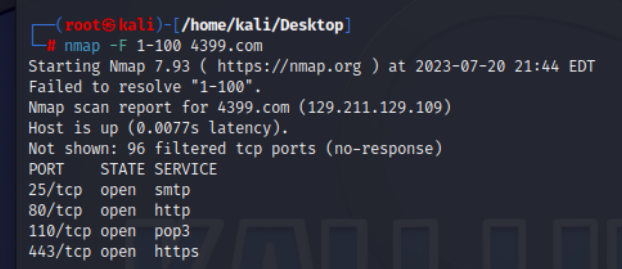 ┌──(root㉿kali)-[/home/kali/Desktop]
└─# nmap -F 1-100 4399.com
Starting Nmap 7.93 ( https://nmap.org ) at 2023-07-20 21:44 EDT
Failed to resolve "1-100".
Nmap scan report for 4399.com (129.211.129.109)
Host is up (0.0077s latency).
Not shown: 96 filtered tcp ports (no-response)
PORT    STATE SERVICE
25/tcp  open  smtp
80/tcp  open  http
110/tcp open  pop3
443/tcp open  https